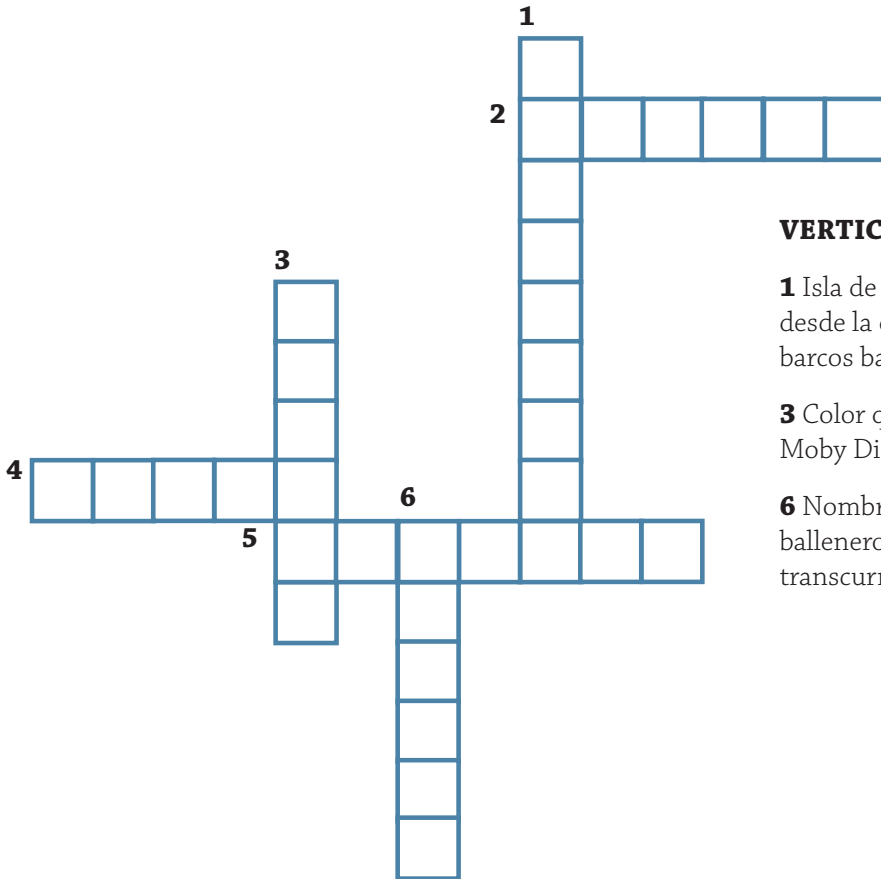 1
2
VERTIC
3
1 Isla de
desde la
barcos ba
3 Color
Moby Di
4
6
6 Nombr
5
ballenero
transcurr